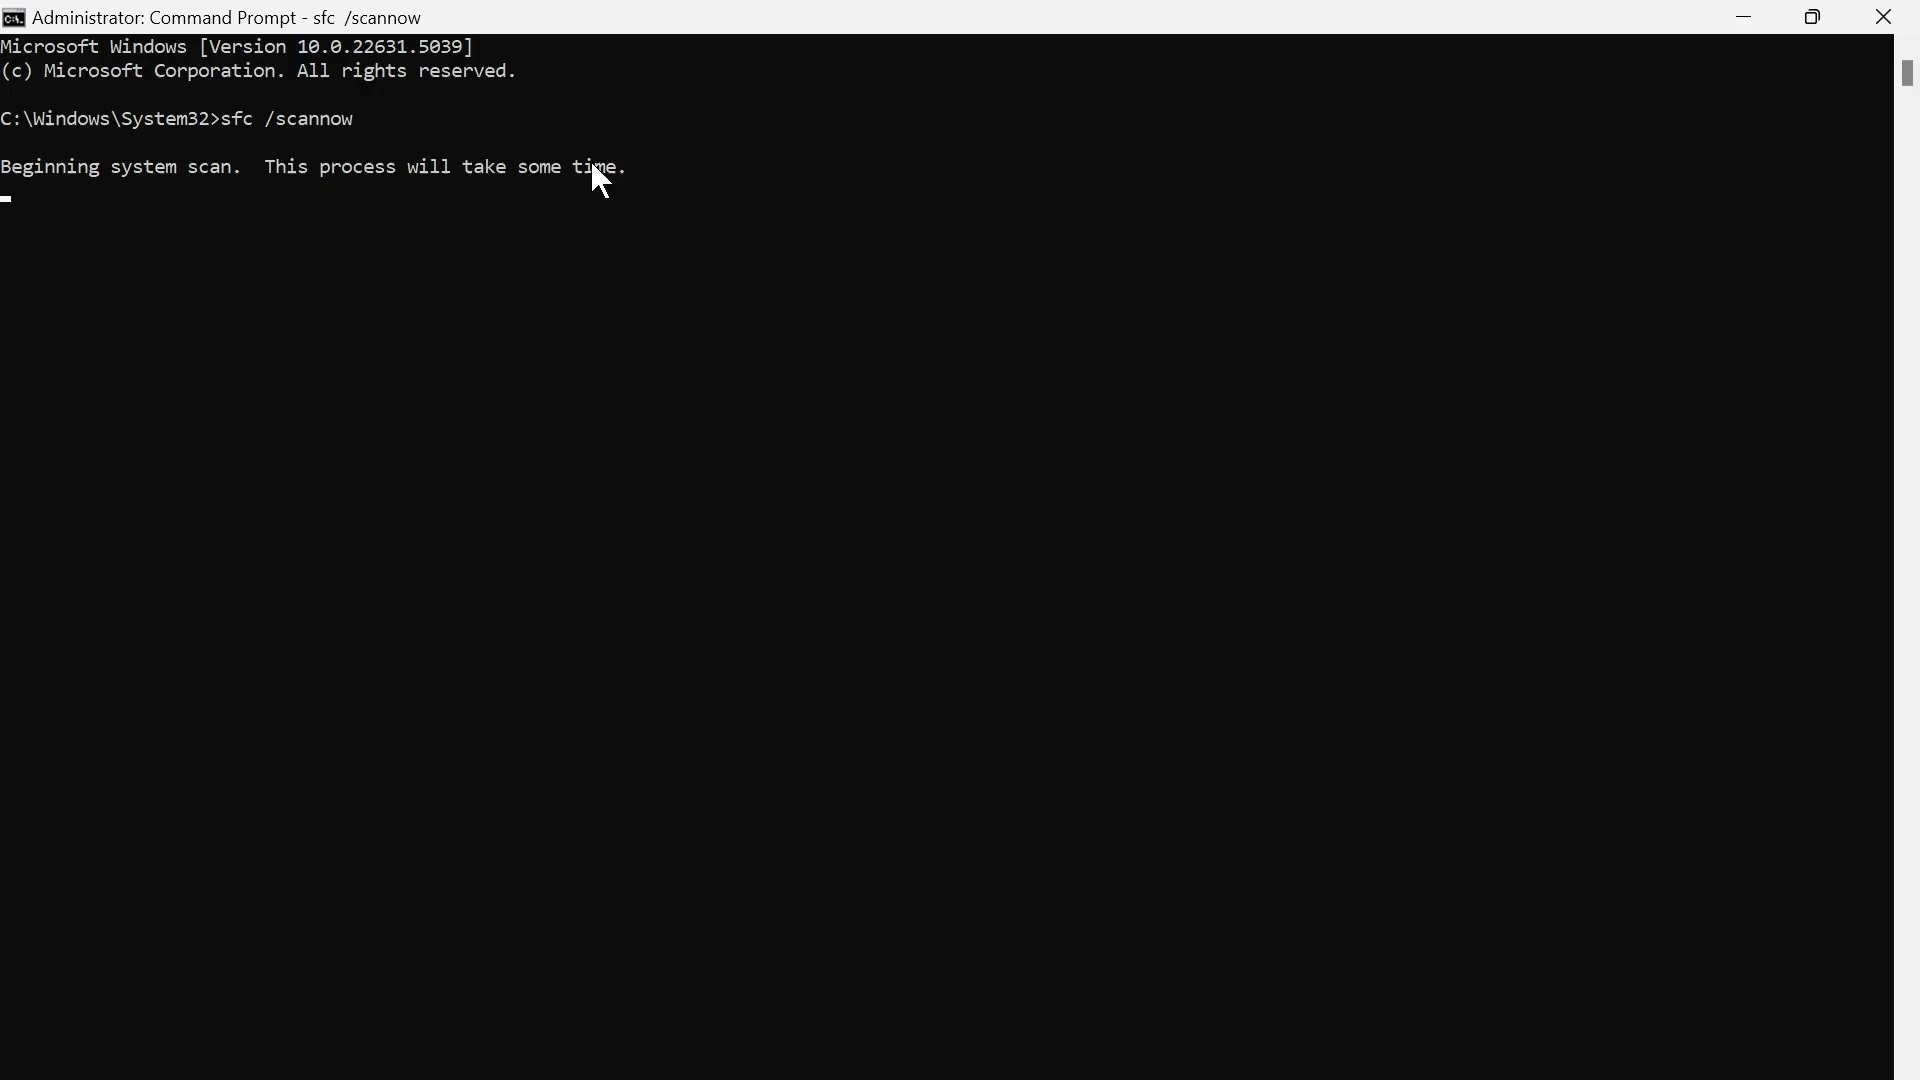 Administrator: Command Prompt - sfc  /scannow
Microsoft Windows [Version 10.0.22631.5039]
(c) Microsoft Corporation. All rights reserved.
C:\Windows\System32>sfc /scannow
Beginning system scan.  This process will take some time.